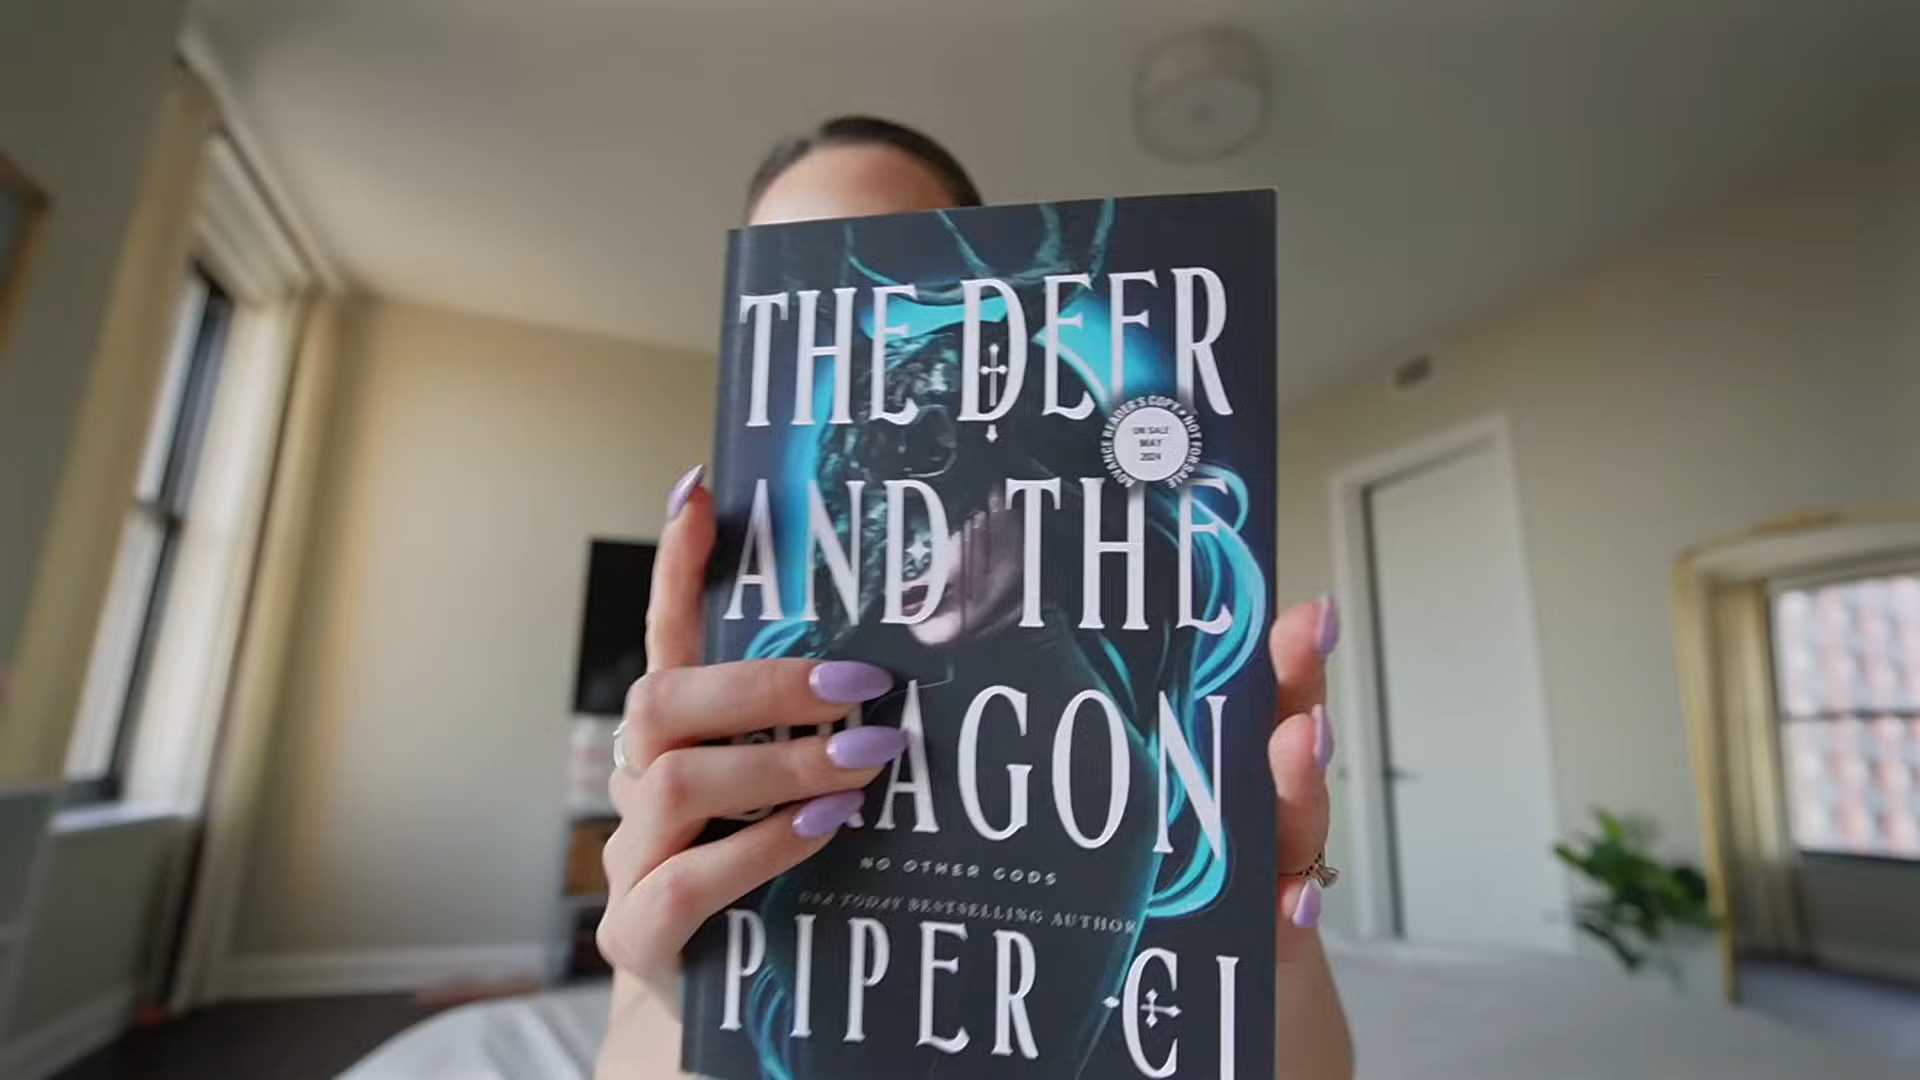 THE DEER
ADVANCE READER'S COPY • NOT FOR SALE
ON SALE
MAY
2024
AND THE
DRAGON
NO OTHER GODS
USA TODAY BESTSELLING AUTHOR
PIPER CJ